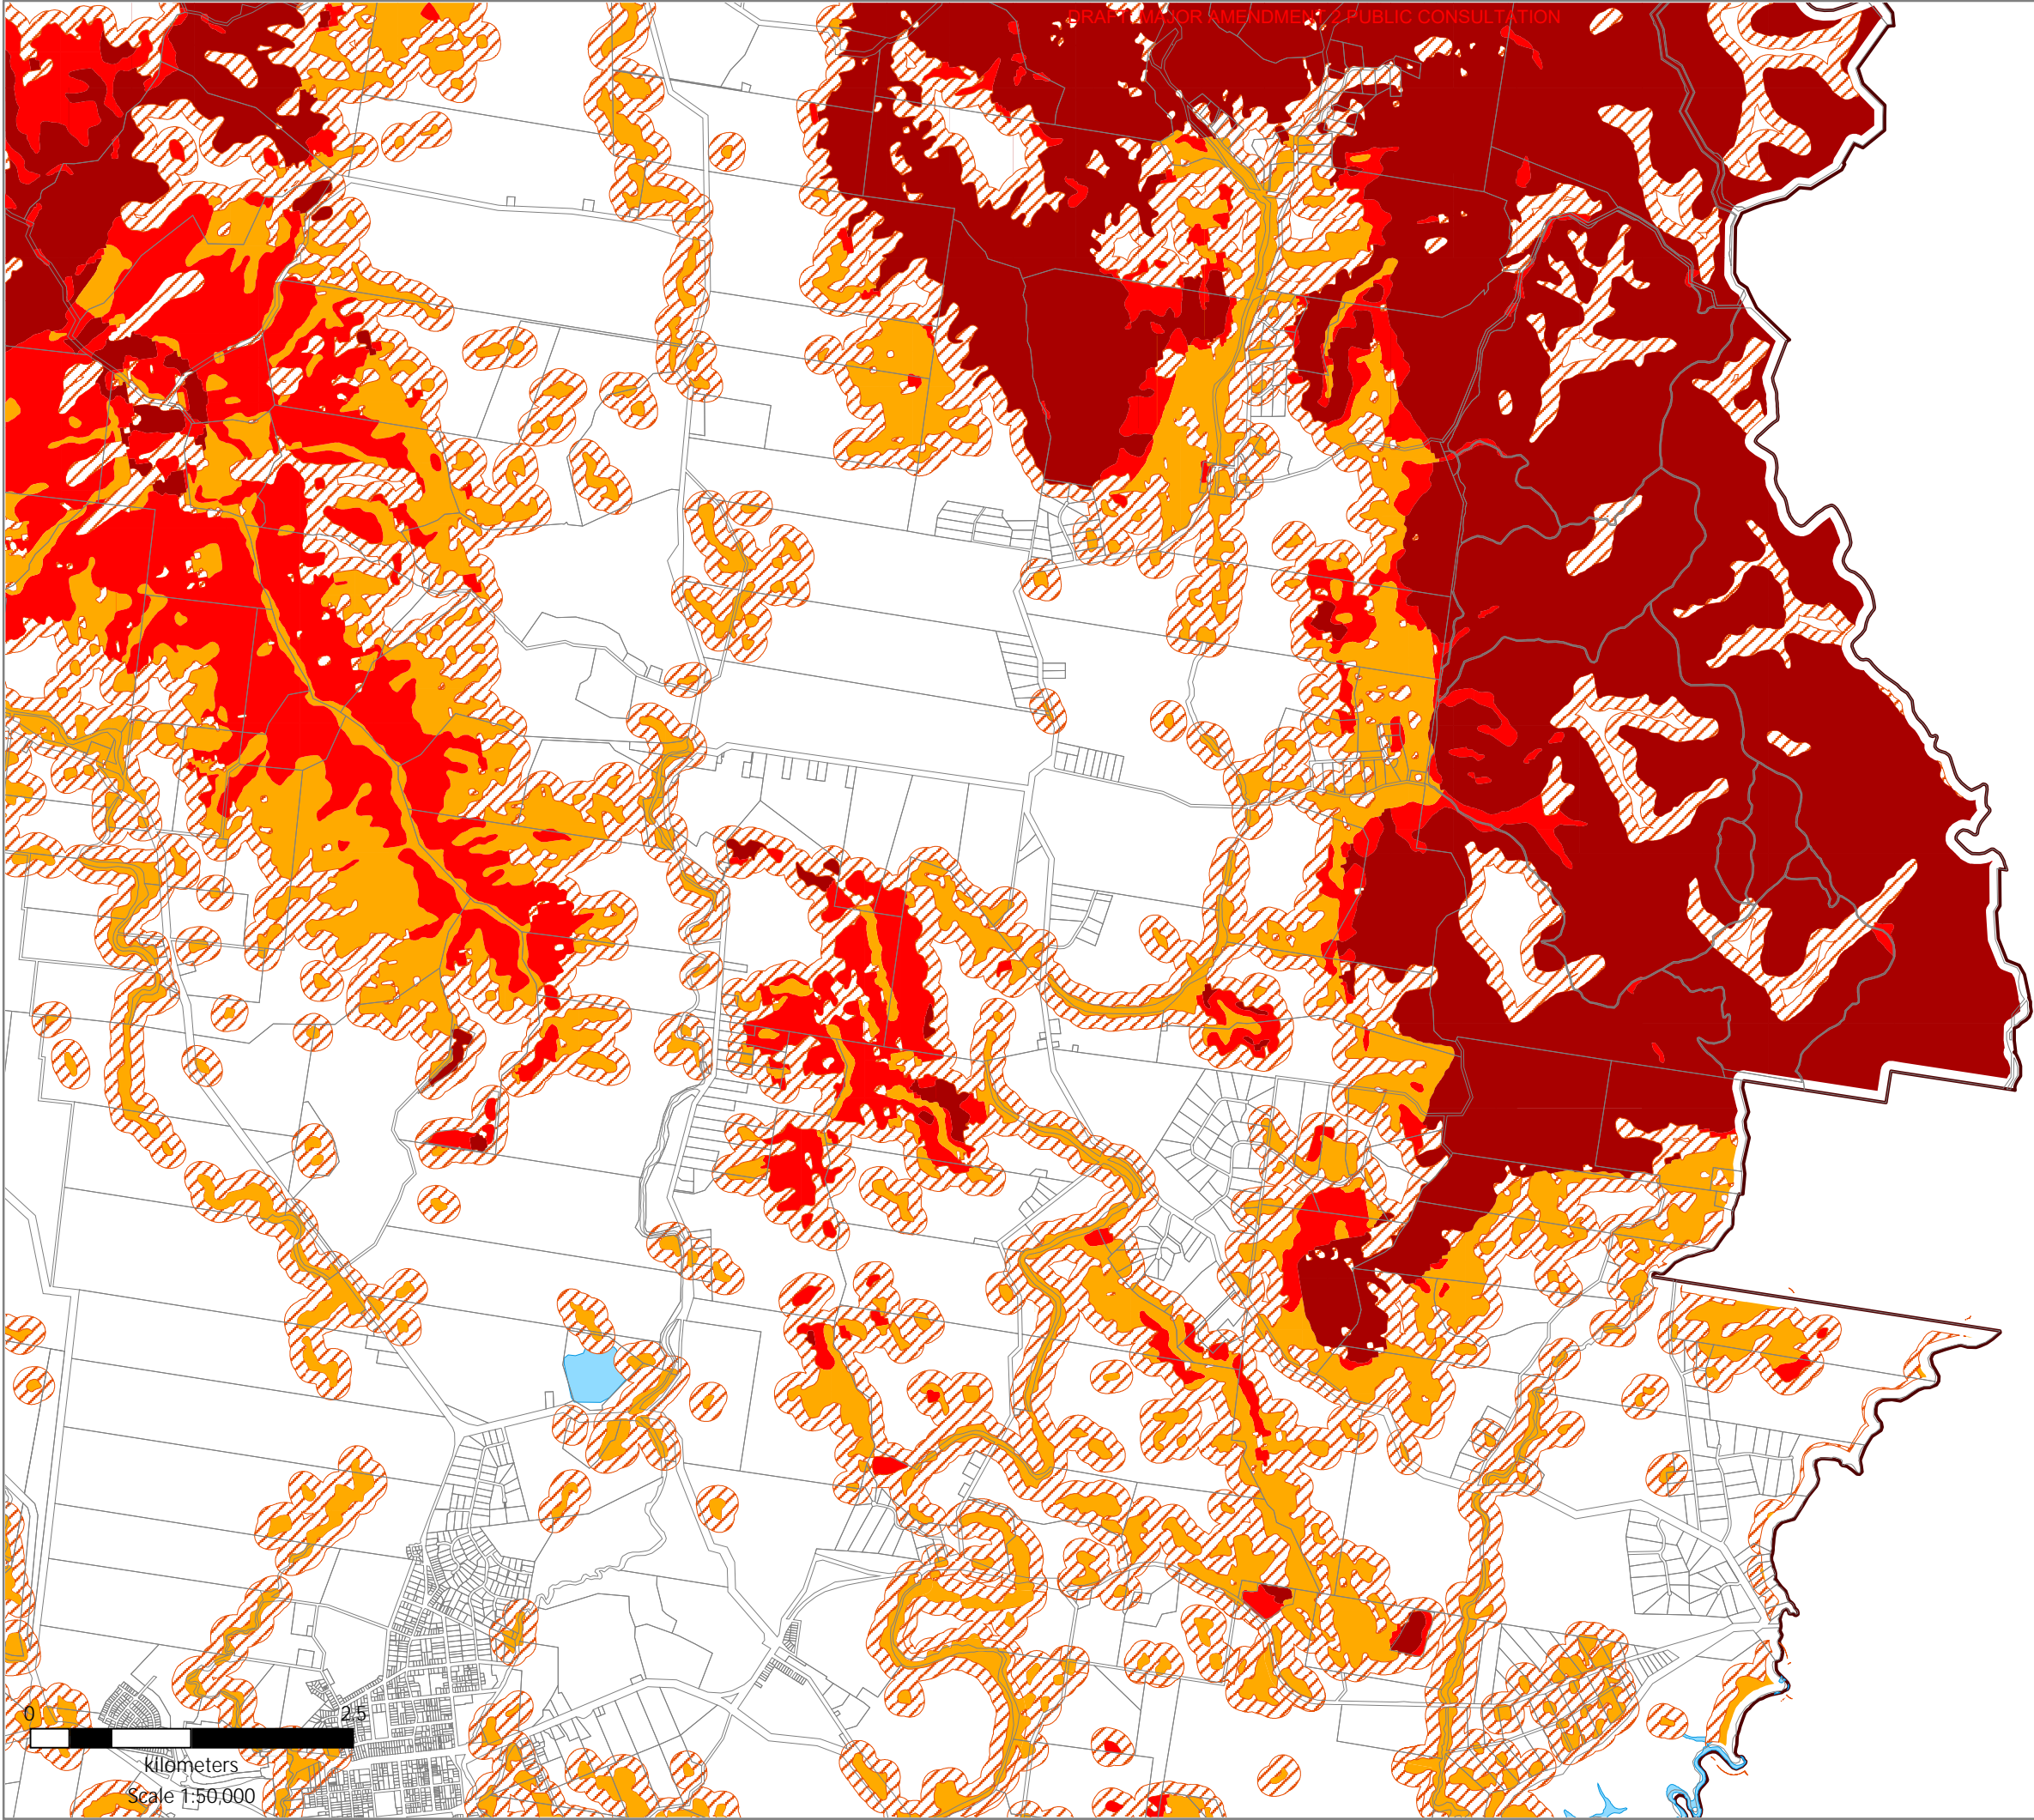 DRAFT MAJOR AMENDMENT 2 PUBLIC CONSULTATION
0 2.5
kilometers
Scale 1:50,000